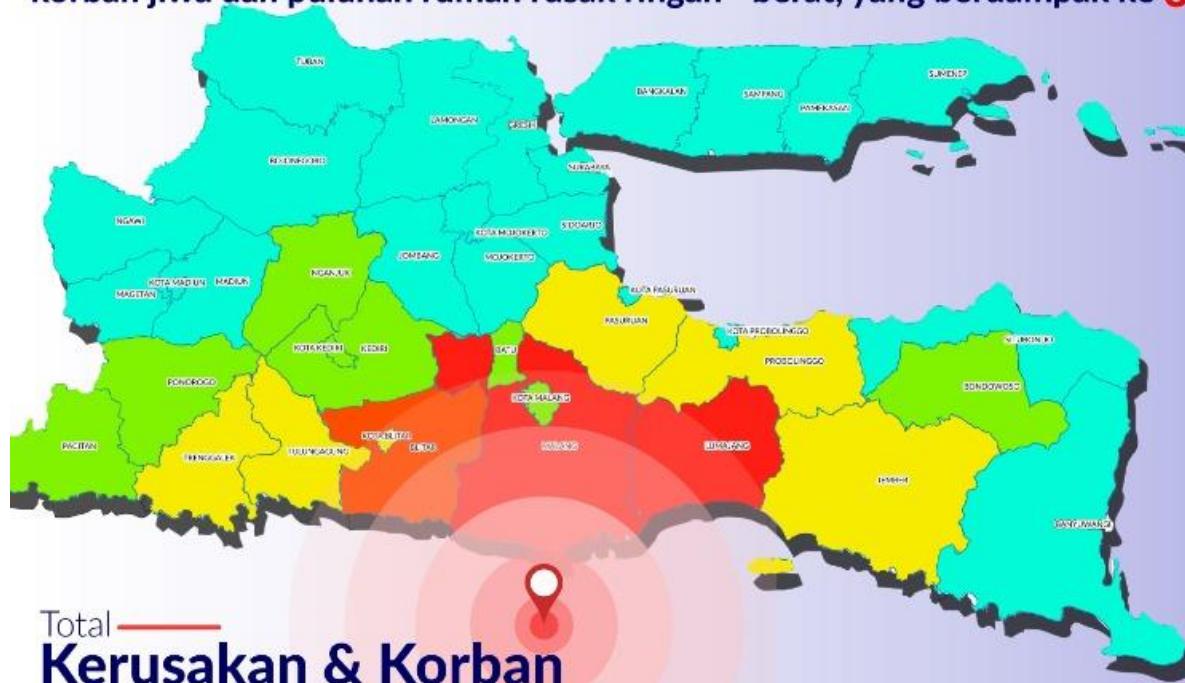 korban jiwa dan puluhan rumah rusak ringan - berat, yang berdampak ke
TUBAN
LAMONGAN
GRESIK
BANGKALAN
SAMPANG
PAMEKASAN
SUMENEP
BOJONEGORO
SURABAYA
NGAWI
KOTA MOJOKERTO
SIDOARJO
JOMBANG
MOJOKERTO
NGANJUK
KOTA MADIUN
MADIUN
MAGETAN
KOTA PASURUAN
PASURUAN
KOTA PROBOLINGGO
PROBOLINGGO
SITUBONDO
KOTA KEDIRI
KEDIRI
BATU
PONOROGO
BONDOWOSO
KOTA MALANG
PACITAN
TRENGGALEK
TULUNGAGUNG
KOTA BLITAR
BLITAR
MALANG
LUMAJANG
JEMBER
BANYUWANGI
Total
Kerusakan & Korban